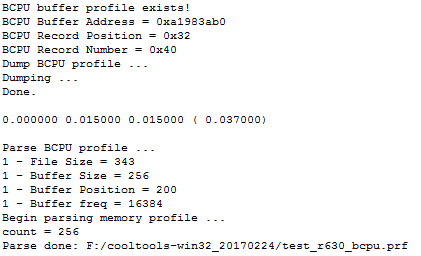 BCPU buffer profile exists!
BCPU Buffer Address = 0xa1983ab0
BCPU Record Position = 0x32
BCPU Record Number = 0x40
Dump BCPU profile ...
Dumping ...
Done.
0.000000 0.015000 0.015000 ( 0.037000)
Parse BCPU profile ...
1 - File Size = 343
1 - Buffer Size = 256
1 - Buffer Position = 200
1 - Buffer freq = 16384
Begin parsing memory profile ...
count = 256
Parse done: F:/cooltools-win32_20170224/test_r630_bcpu.prf